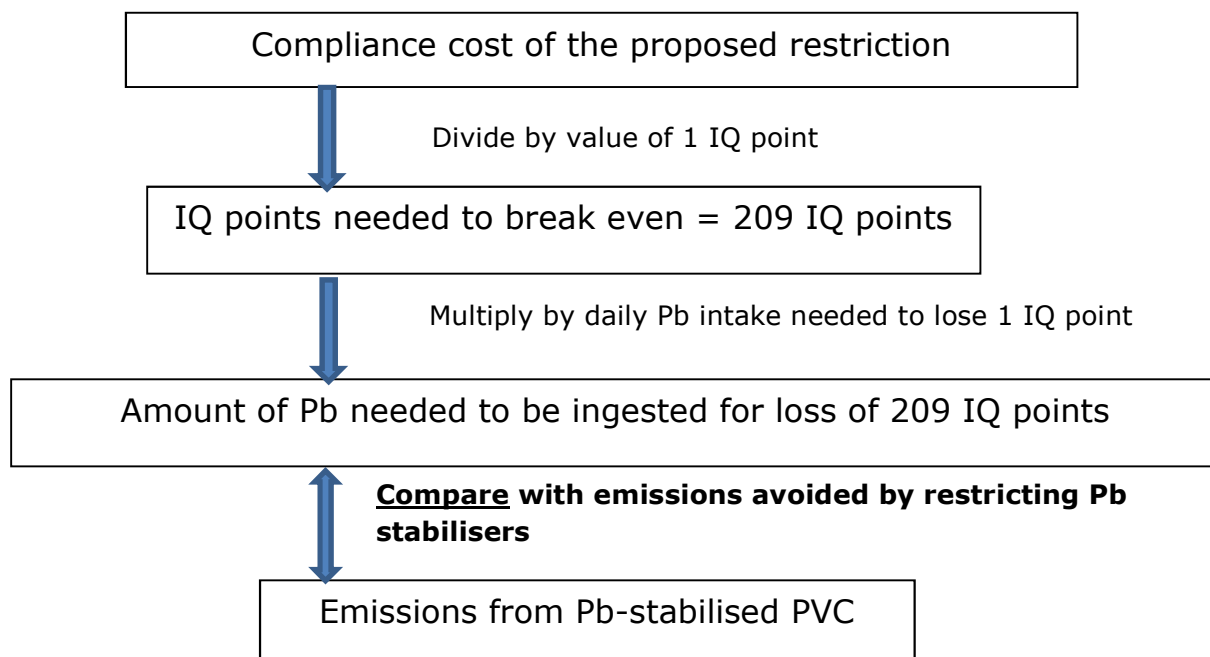 Compliance cost of the proposed restriction
Divide by value of 1 IQ point
IQ points needed to break even = 209 IQ points
Multiply by daily Pb intake needed to lose 1 IQ point
Amount of Pb needed to be ingested for loss of 209 IQ points
Compare with emissions avoided by restricting Pb
stabilisers
Emissions from Pb-stabilised PVC